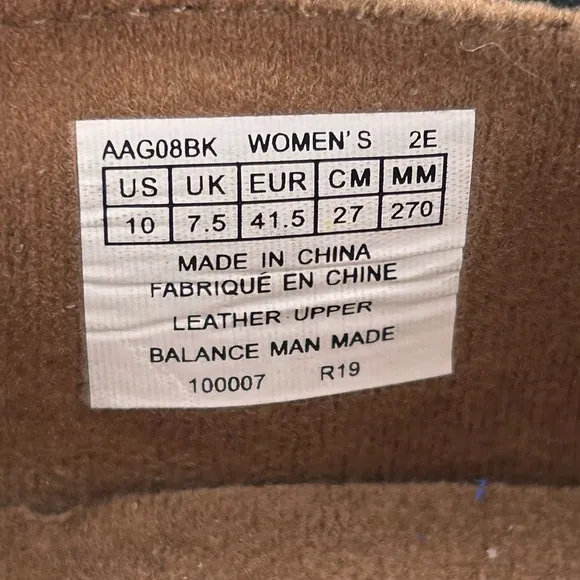 AAG08BK WOMEN'S 2E
US UK EUR CM MM
10 7.5 41.5 27 270
MADE IN CHINA
FABRIQUÉ EN CHINE
LEATHER UPPER
BALANCE MAN MADE
100007 R19